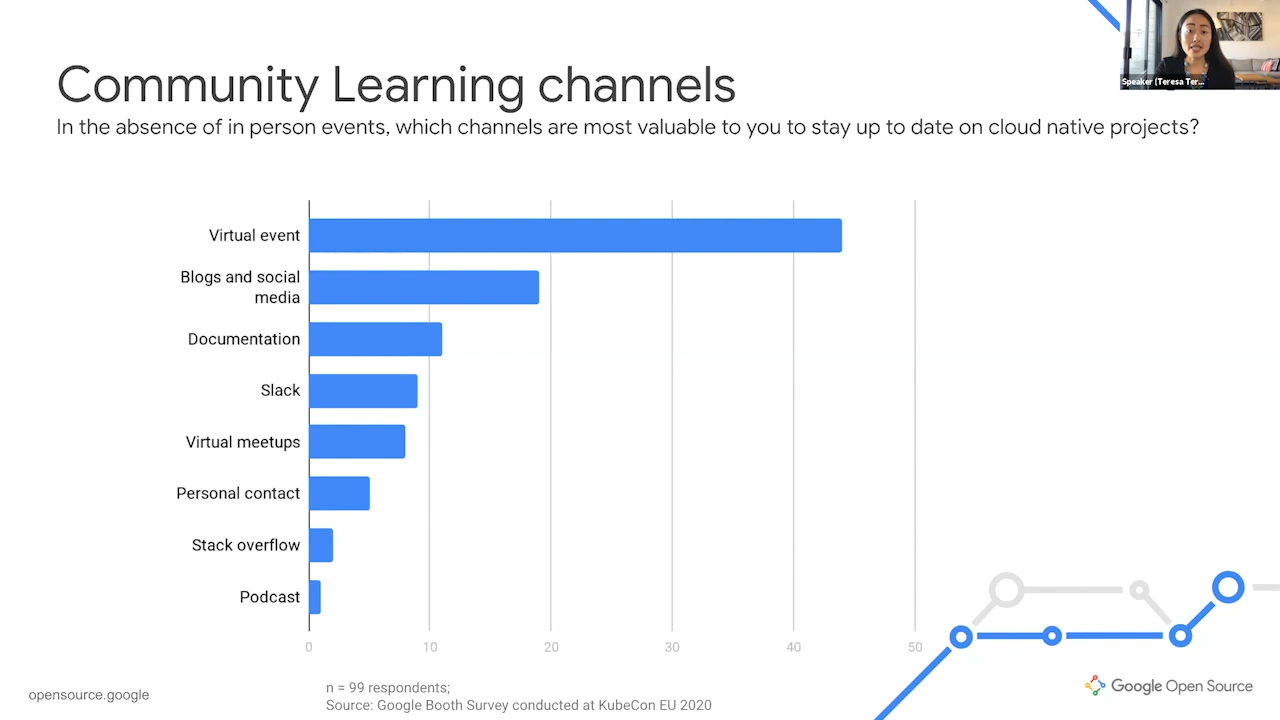 Speaker (Teresa Ter...
Community Learning channels
In the absence of in person events, which channels are most valuable to you to stay up to date on cloud native projects?
Virtual event
Blogs and social
media
Documentation
Slack
Virtual meetups
Personal contact
Stack overflow
Podcast
0 10 20 30 40 50
n = 99 respondents;
Source: Google Booth Survey conducted at KubeCon EU 2020
opensource.google
Google Open Source